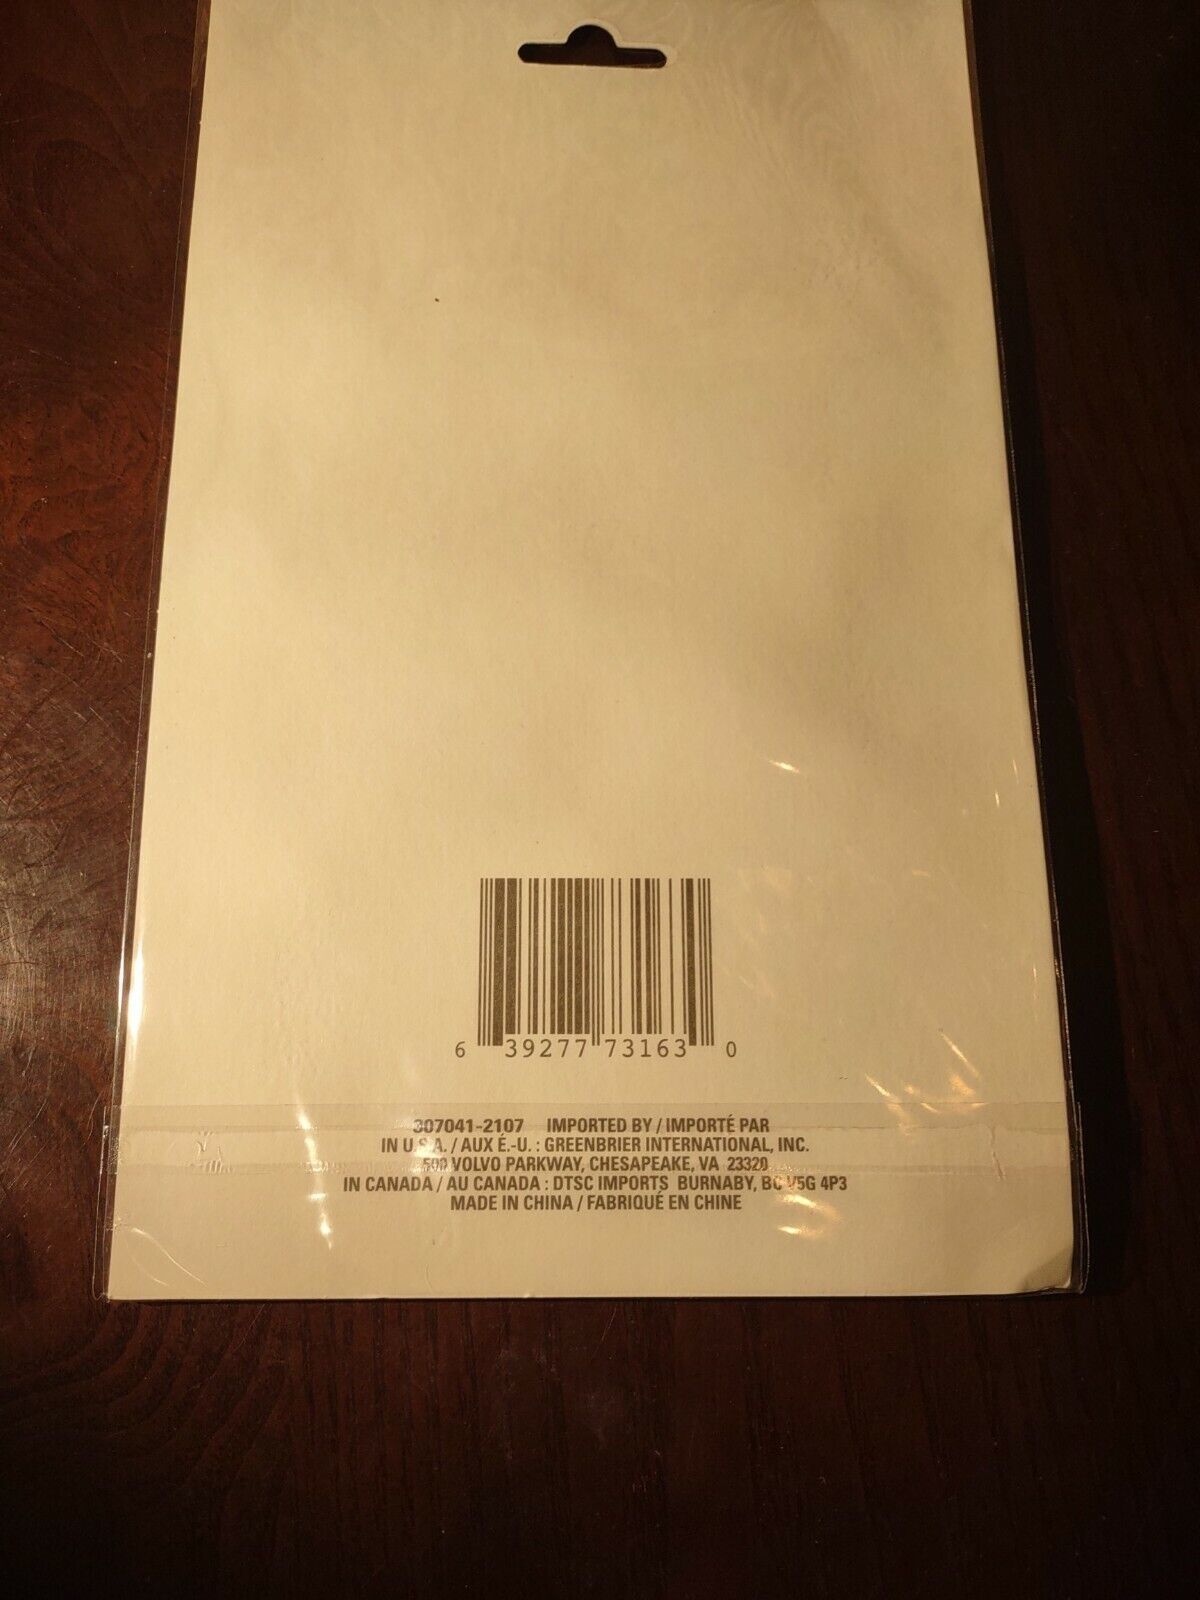 6 39277 73163 0
307041-2107 IMPORTED BY / IMPORTÉ PAR
IN U.S.A. / AUX É.-U. : GREENBRIER INTERNATIONAL, INC.
500 VOLVO PARKWAY, CHESAPEAKE, VA 23320
IN CANADA / AU CANADA : DTSC IMPORTS BURNABY, BC V5G 4P3
MADE IN CHINA / FABRIQUÉ EN CHINE